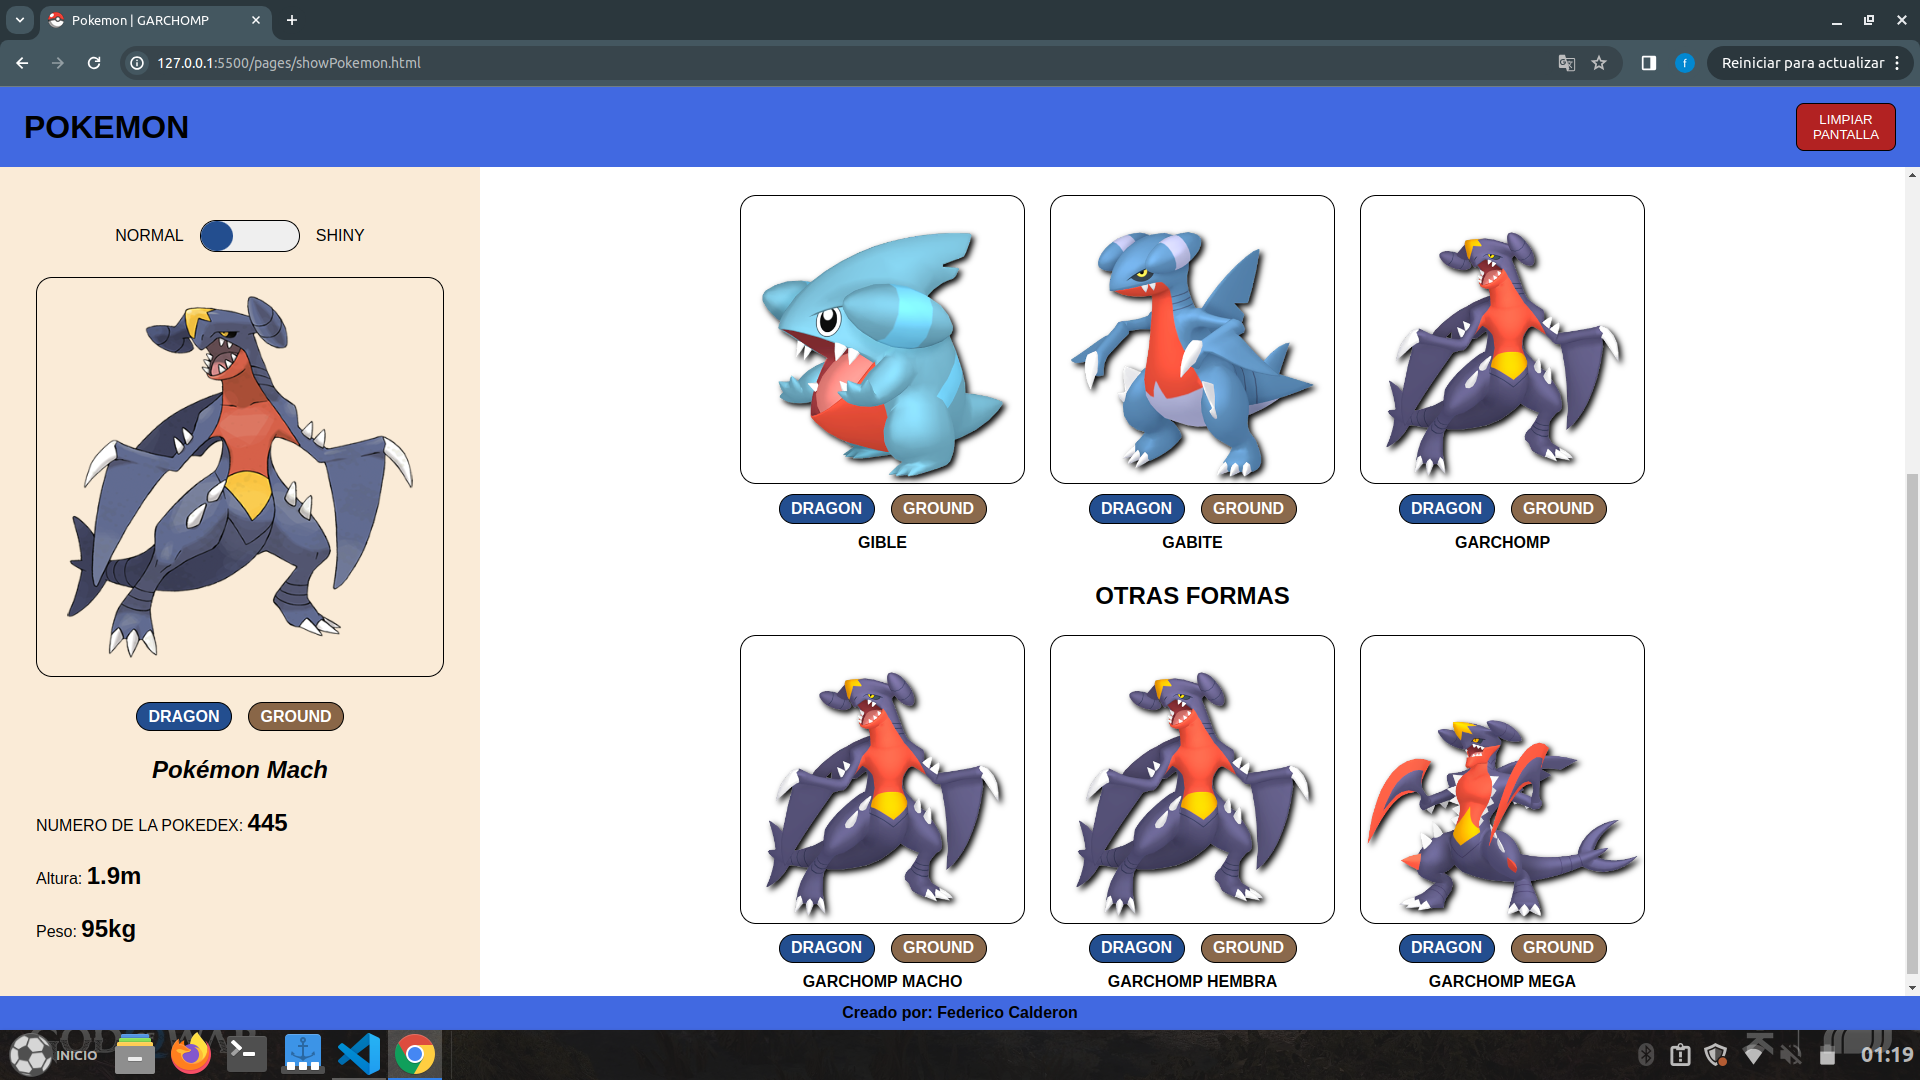 Pokemon | GARCHOMP
127.0.0.1:5500/pages/showPokemon.html
Reiniciar para actualizar
POKEMON
LIMPIAR
PANTALLA
NORMAL
SHINY
DRAGON
GROUND
Pokémon Mach
NUMERO DE LA POKEDEX: 445
Altura: 1.9m
Peso: 95kg
DRAGON GROUND
GIBLE
DRAGON GROUND
GABITE
DRAGON GROUND
GARCHOMP
OTRAS FORMAS
DRAGON GROUND
GARCHOMP MACHO
DRAGON GROUND
GARCHOMP HEMBRA
DRAGON GROUND
GARCHOMP MEGA
Creado por: Federico Calderon
INICIO
01:19